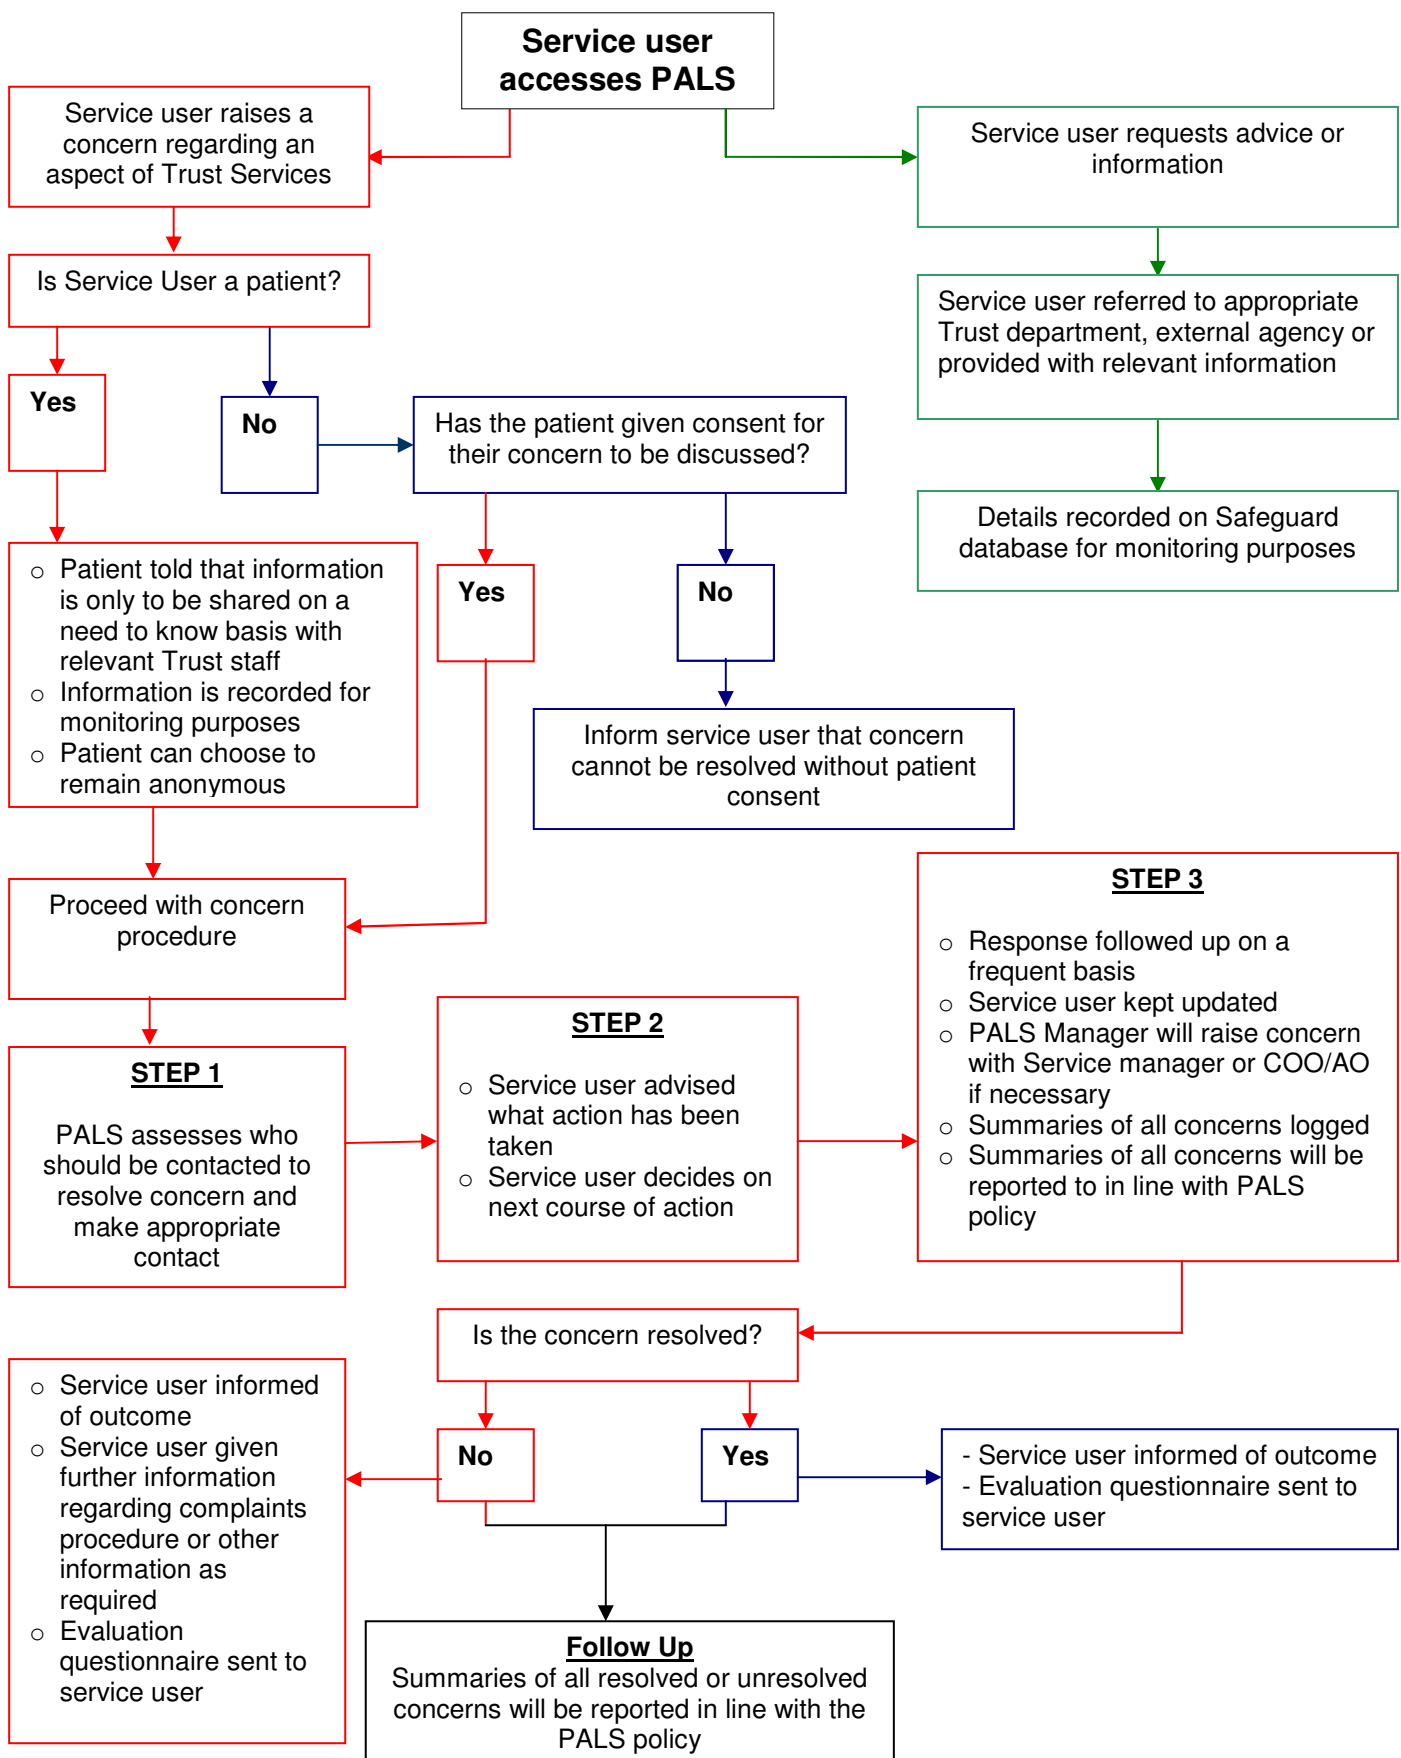 Service user
accesses PALS
Service user raises a
concern regarding an
aspect of Trust Services
Service user requests advice or
information
Is Service User a patient?
Service user referred to appropriate
Trust department, external agency or
provided with relevant information
Yes
No
Has the patient given consent for
their concern to be discussed?
Details recorded on Safeguard
database for monitoring purposes
o Patient told that information
is only to be shared on a
need to know basis with
relevant Trust staff
o Information is recorded for
monitoring purposes
o Patient can choose to
remain anonymous
Yes
No
Inform service user that concern
cannot be resolved without patient
consent
Proceed with concern
procedure
STEP 1
PALS assesses who
should be contacted to
resolve concern and
make appropriate
contact
STEP 2
o Service user advised
what action has been
taken
o Service user decides on
next course of action
STEP 3
o Response followed up on a
frequent basis
o Service user kept updated
o PALS Manager will raise concern
with Service manager or COO/AO
if necessary
o Summaries of all concerns logged
o Summaries of all concerns will be
reported to in line with PALS
policy
Is the concern resolved?
No
Yes
o Service user informed
of outcome
o Service user given
further information
regarding complaints
procedure or other
information as
required
o Evaluation
questionnaire sent to
service user
- Service user informed of outcome
- Evaluation questionnaire sent to
service user
Follow Up
Summaries of all resolved or unresolved
concerns will be reported in line with the
PALS policy